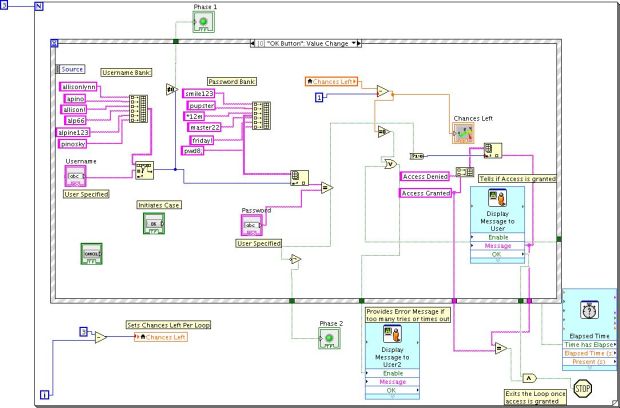 Phase 1
3
N
[0] "OK Button": Value Change
Source
Username Bank:
Password Bank:
Chances Left
allisonlynn
smile123
1
apino
pupster
allison!
*12m
Chances Left
alp66
master22
alpine123
friday!
pinosky
pwd8;
Username
abc
Access Denied
Tells if Access is granted
User Specified
Access Granted
Initiates Case
OK
Password
abc
Display
Message to
User
User Specified
Enable
Message
CANCEL
OK
Provides Error Message if
too many tries or times out
Sets Chances Left Per Loop
3
Chances Left
Phase 2
Display
Message to
User2
Elapsed Time
Time has Elapse
Elapsed Time (s
Present (s)
Enable
Message
OK
i
STOP
Exits the Loop once
access is granted